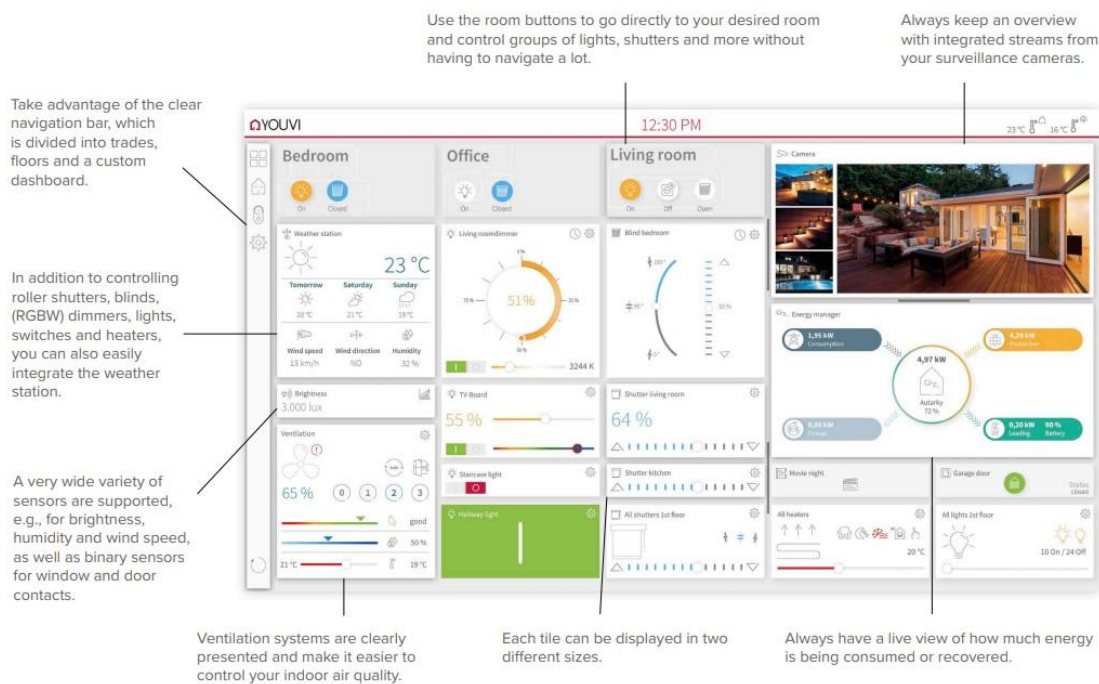 Use the room buttons to go directly to your desired room
and control groups of lights, shutters and more without
having to navigate a lot.
Always keep an overview
with integrated streams from
your surveillance cameras.
Take advantage of the clear
navigation bar, which
is divided into trades,
floors and a custom
dashboard.
In addition to controlling
roller shutters, blinds,
(RGBW) dimmers, lights,
switches and heaters,
you can also easily
integrate the weather
station.
A very wide variety of
sensors are supported,
e.g., for brightness,
humidity and wind speed,
as well as binary sensors
for window and door
contacts.
YOUVI
12:30 PM
23 °C 16 °C
Bedroom
On Closed
Office
On Closed
Living room
On Off Open
Camera
Weather station
23 °C
Tomorrow Saturday Sunday
20 °C 21 °C 19 °C
Wind speed Wind direction Humidity
13 km/h NO 32 %
Living roomdimmer
0 %
75 % 51% 25 %
50 %
3244 K
Blind bedroom
180°
90°
0°
50 %
Energy manager
1,95 kW
Consumption
4,20 kW
Production
4,97 kW
Autarky
72 %
0,00 kW
Charge
0,20 kW 90 %
Loading Battery
Brightness
3.000 lux
TV-Board
55 %
Shutter living room
64 %
Ventilation
65 % 0 1 2 3
good
50 %
21 °C 19 °C
Staircase light
Shutter kitchen
Movie night
Garage door
Status
closed
Hallway light
All shutters 1st floor
All heaters
20 °C
All lights 1st floor
10 On / 24 Off
Ventilation systems are clearly
presented and make it easier to
control your indoor air quality.
Each tile can be displayed in two
different sizes.
Always have a live view of how much energy
is being consumed or recovered.